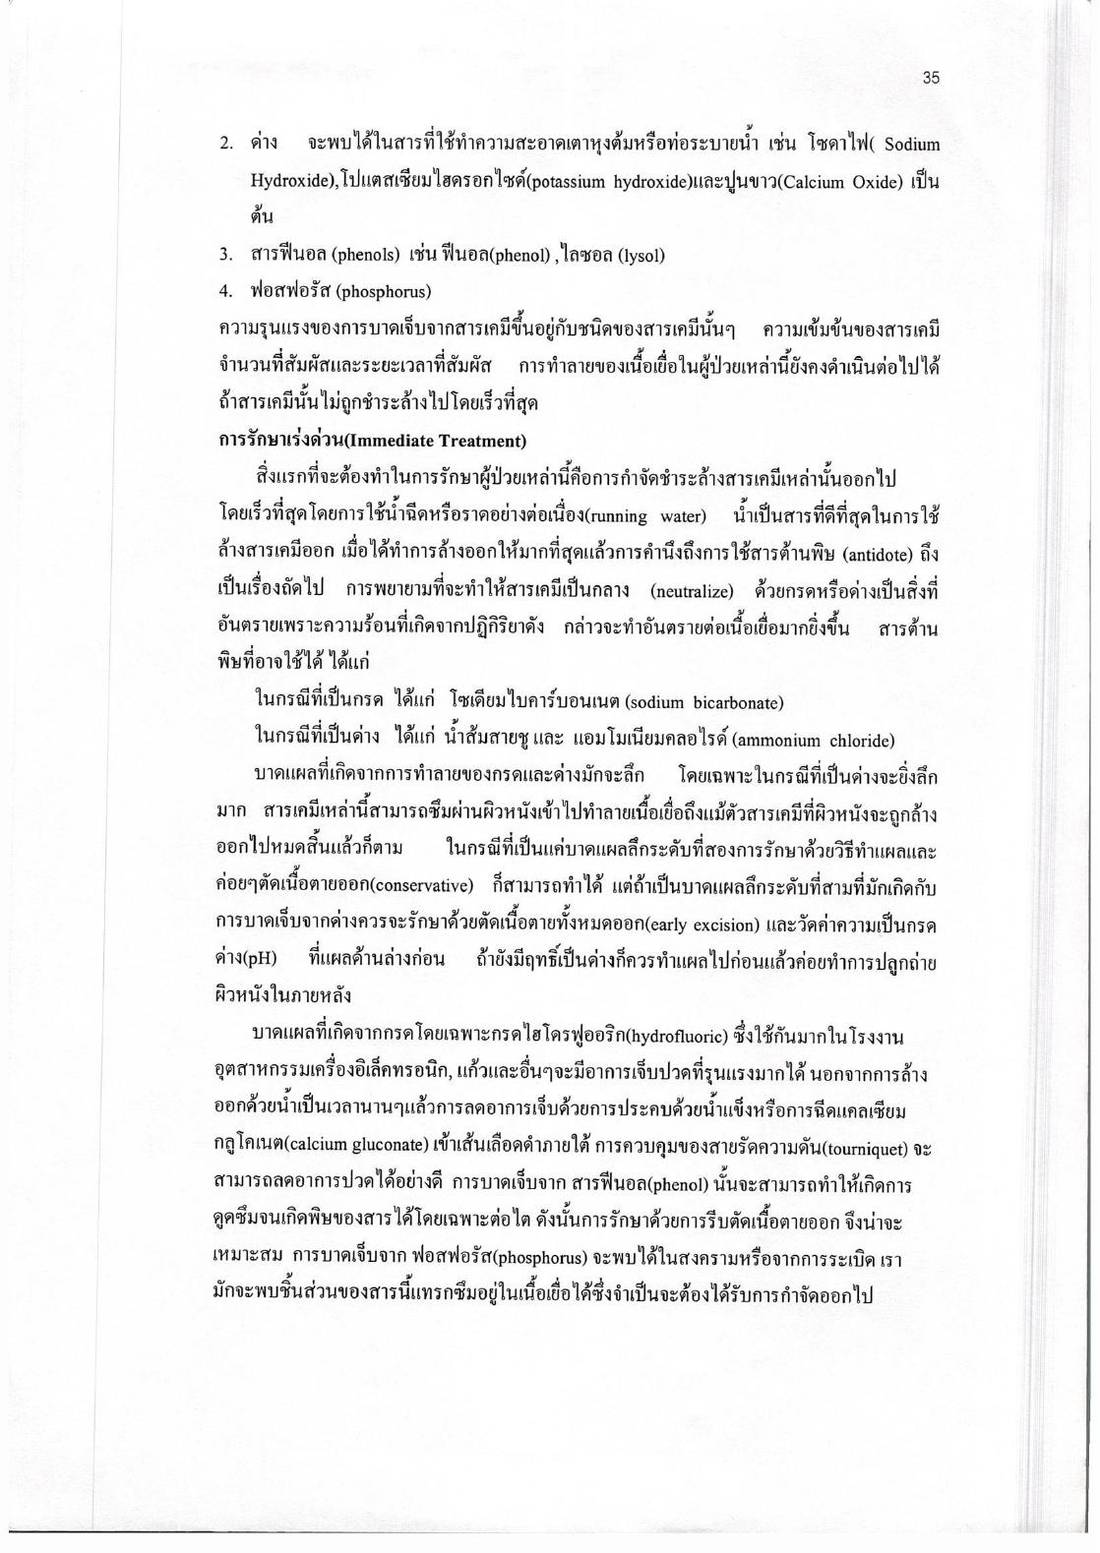 35
2. ด่าง จะพบได้ในสารที่ใช้ทำความสะอาดเตาหุงต้มหรือท่อระบายน้ำ เช่น โซดาไฟ( Sodium
Hydroxide),โปแตสเซียมไฮดรอกไซด์(potassium hydroxide)และปูนขาว(Calcium Oxide) เป็น
ต้น
3. สารฟีนอล (phenols) เช่น ฟีนอล(phenol) ,ไลซอล (lysol)
4. ฟอสฟอรัส (phosphorus)
ความรุนแรงของการบาดเจ็บจากสารเคมีขึ้นอยู่กับชนิดของสารเคมีนั้นๆ ความเข้มข้นของสารเคมี
จำนวนที่สัมผัสและระยะเวลาที่สัมผัส การทำลายของเนื้อเยื่อในผู้ป่วยเหล่านี้ยังคงดำเนินต่อไปได้
ถ้าสารเคมีนั้นไม่ถูกชำระล้างไปโดยเร็วที่สุด
การรักษาเร่งด่วน(Immediate Treatment)
สิ่งแรกที่จะต้องทำในการรักษาผู้ป่วยเหล่านี้คือการกำจัดชำระล้างสารเคมีเหล่านั้นออกไป
โดยเร็วที่สุดโดยการใช้น้ำฉีดหรือราดอย่างต่อเนื่อง(running water) น้ำเป็นสารที่ดีที่สุดในการใช้
ล้างสารเคมีออก เมื่อได้ทำการล้างออกให้มากที่สุดแล้วการคำนึงถึงการใช้สารต้านพิษ (antidote) ถึง
เป็นเรื่องถัดไป การพยายามที่จะทำให้สารเคมีเป็นกลาง (neutralize) ด้วยกรดหรือด่างเป็นสิ่งที่
อันตรายเพราะความร้อนที่เกิดจากปฏิกิริยาดัง กล่าวจะทำอันตรายต่อเนื้อเยื่อมากยิ่งขึ้น สารต้าน
พิษที่อาจใช้ได้ ได้แก่
ในกรณีที่เป็นกรด ได้แก่ โซเดียมไบคาร์บอนเนต (sodium bicarbonate)
ในกรณีที่เป็นด่าง ได้แก่ น้ำส้มสายชู และ แอมโมเนียมคลอไรด์ (ammonium chloride)
บาดแผลที่เกิดจากการทำลายของกรดและด่างมักจะลึก โดยเฉพาะในกรณีที่เป็นด่างจะยิ่งลึก
มาก สารเคมีเหล่านี้สามารถซึมผ่านผิวหนังเข้าไปทำลายเนื้อเยื่อถึงแม้ตัวสารเคมีที่ผิวหนังจะถูกล้าง
ออกไปหมดสิ้นแล้วก็ตาม ในกรณีที่เป็นแค่บาดแผลลึกระดับที่สองการรักษาด้วยวิธีทำแผลและ
ค่อยๆตัดเนื้อตายออก(conservative) ก็สามารถทำได้ แต่ถ้าเป็นบาดแผลลึกระดับที่สามที่มักเกิดกับ
การบาดเจ็บจากด่างควรจะรักษาด้วยตัดเนื้อตายทั้งหมดออก(early excision) และวัดค่าความเป็นกรด
ด่าง(pH) ที่แผลด้านล่างก่อน ถ้ายังมีฤทธิ์เป็นด่างก็ควรทำแผลไปก่อนแล้วค่อยทำการปลูกถ่าย
ผิวหนังในภายหลัง
บาดแผลที่เกิดจากกรดโดยเฉพาะกรดไฮโดรฟูออริก(hydrofluoric) ซึ่งใช้กันมากในโรงงาน
อุตสาหกรรมเครื่องอิเล็คทรอนิก, แก้วและอื่นๆจะมีอาการเจ็บปวดที่รุนแรงมากได้ นอกจากการล้าง
ออกด้วยน้ำเป็นเวลานานๆแล้วการลดอาการเจ็บด้วยการประคบด้วยน้ำแข็งหรือการฉีดแคลเซียม
กลูโคเนต(calcium gluconate) เข้าเส้นเลือดดำภายใต้ การควบคุมของสายรัดความดัน(tourniquet) จะ
สามารถลดอาการปวดได้อย่างดี การบาดเจ็บจาก สารฟีนอล(phenol) นั้นจะสามารถทำให้เกิดการ
ดูดซึมจนเกิดพิษของสารได้โดยเฉพาะต่อไต ดังนั้นการรักษาด้วยการรีบตัดเนื้อตายออก จึงน่าจะ
เหมาะสม การบาดเจ็บจาก ฟอสฟอรัส(phosphorus) จะพบได้ในสงครามหรือจากการระเบิด เรา
มักจะพบชิ้นส่วนของสารนี้แทรกซึมอยู่ในเนื้อเยื่อได้ซึ่งจำเป็นจะต้องได้รับการกำจัดออกไป